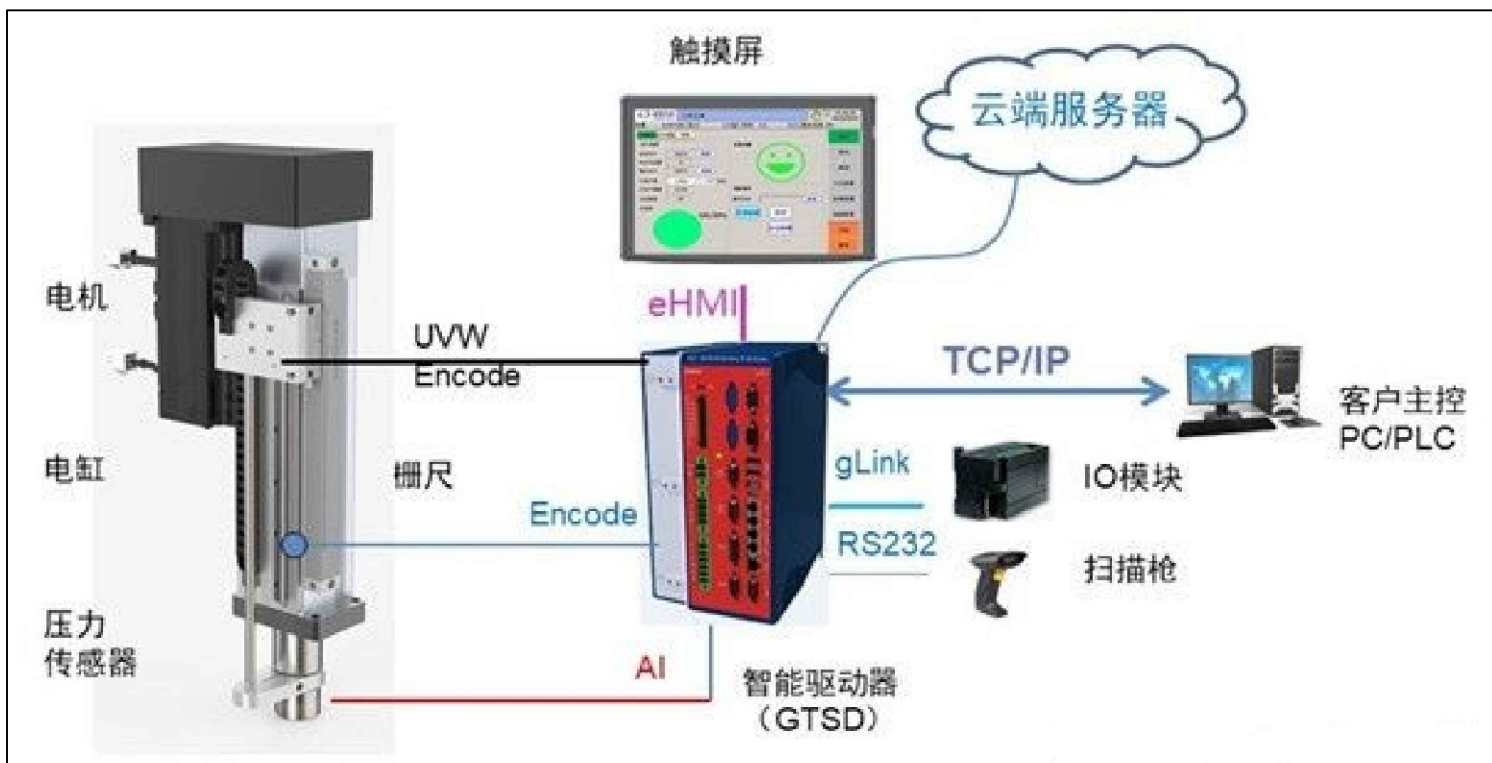 触摸屏
云端服务器
电机
eHMI
UVW
Encode
TCP/IP
客户主控
PC/PLC
电缸
栅尺
gLink
IO模块
Encode
RS232
扫描枪
压力
传感器
AI
智能驱动器
（GTSD）